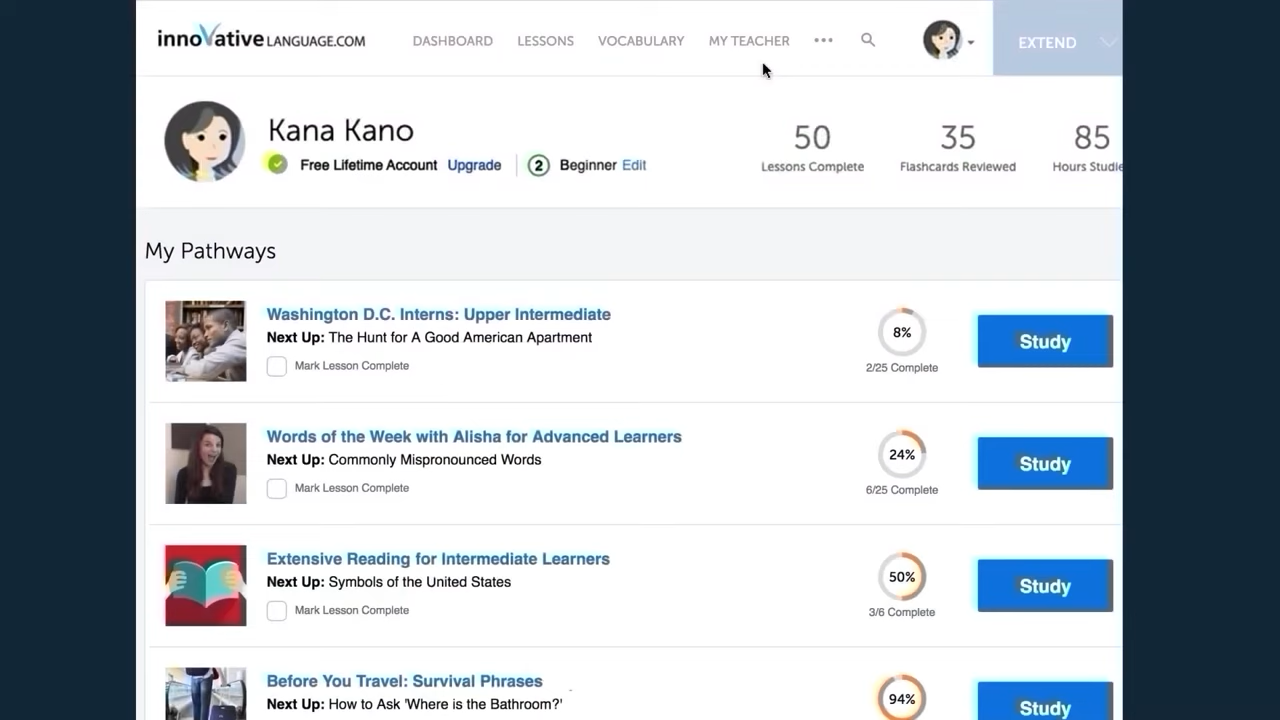 innoVative LANGUAGE.COM
DASHBOARD LESSONS VOCABULARY MY TEACHER EXTEND
Kana Kano
Free Lifetime Account Upgrade 2 Beginner Edit
50 35 85
Lessons Complete Flashcards Reviewed Hours Studie
My Pathways
Washington D.C. Interns: Upper Intermediate
Next Up: The Hunt for A Good American Apartment
Mark Lesson Complete
8%
2/25 Complete
Study
Words of the Week with Alisha for Advanced Learners
Next Up: Commonly Mispronounced Words
Mark Lesson Complete
24%
6/25 Complete
Study
Extensive Reading for Intermediate Learners
Next Up: Symbols of the United States
Mark Lesson Complete
50%
3/6 Complete
Study
Before You Travel: Survival Phrases
Next Up: How to Ask 'Where is the Bathroom?'
94%
Study